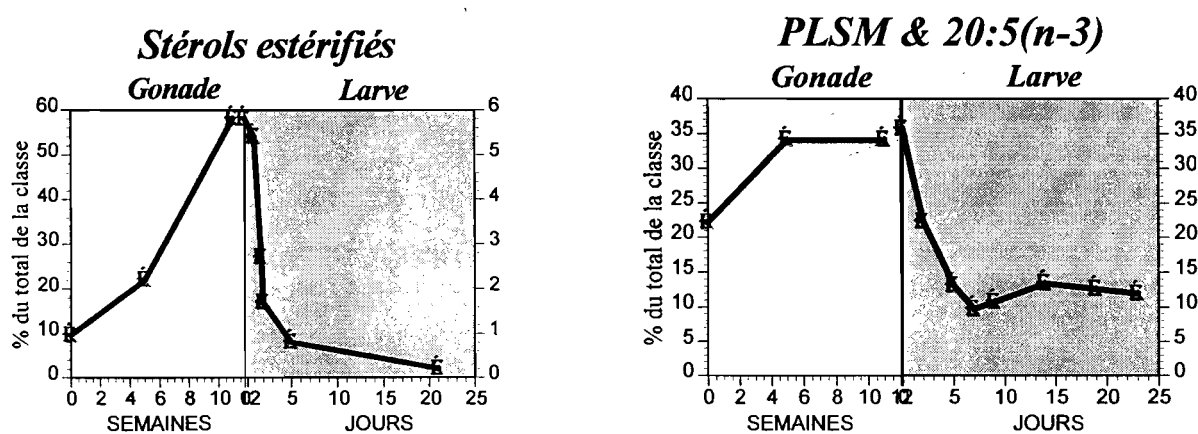 Stérols estérifiés
Gonade Larve
% du total de la classe
60
50
40
30
20
10
0
6
5
4
3
2
1
0
0 2 4 6 8 10
5 10 15 20 25
SEMAINES JOURS
PLSM & 20:5(n-3)
Gonade Larve
% du total de la classe
40
35
30
25
20
15
10
5
0
40
35
30
25
20
15
10
5
0
0 2 4 6 8 10
5 10 15 20 25
SEMAINES JOURS